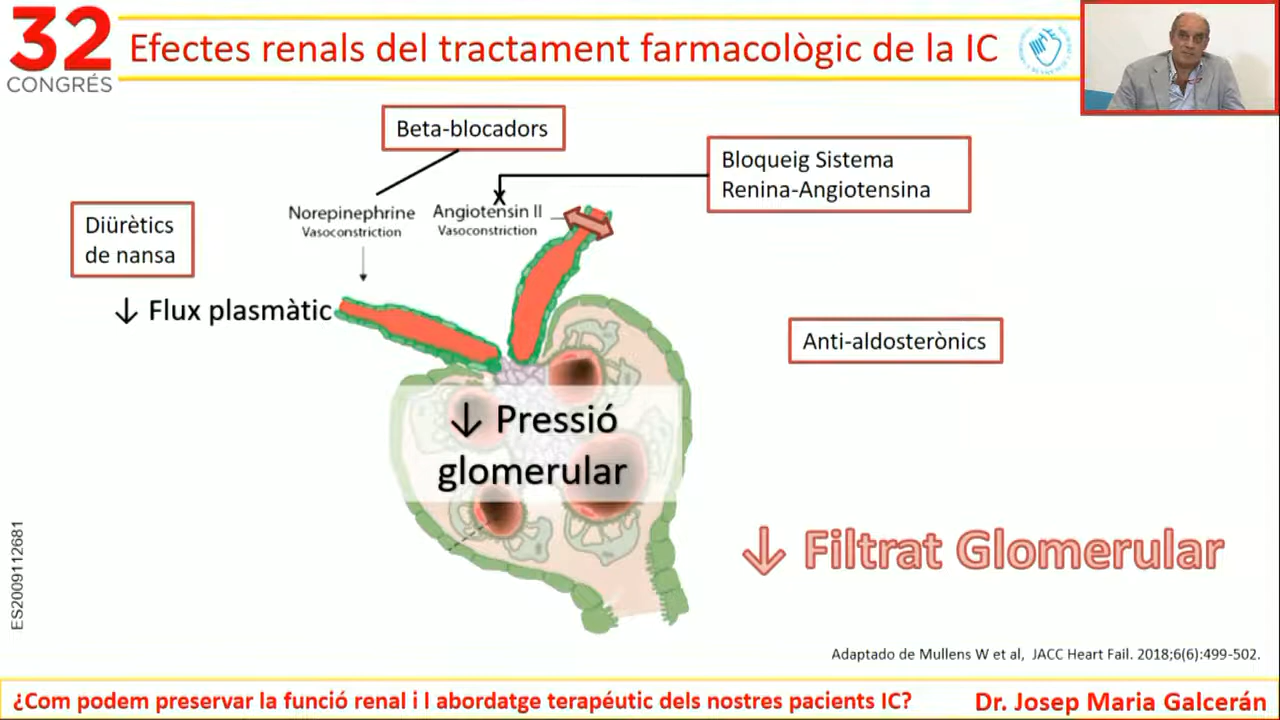 32
CONGRÉS
Efectes renals del tractament farmacològic de la IC
Beta-blocadors
Bloqueig Sistema
Renina-Angiotensina
Diürètics
de nansa
Norepinephrine
Vasoconstriction
Angiotensin II
Vasoconstriction
↓ Flux plasmàtic
Anti-aldosterònics
↓ Pressió
glomerular
↓ Filtrat Glomerular
ES2009112681
Adaptado de Mullens W et al, JACC Heart Fail. 2018;6(6):499-502.
¿Com podem preservar la funció renal i l abordatge terapéutic dels nostres pacients IC?
Dr. Josep Maria Galcerán